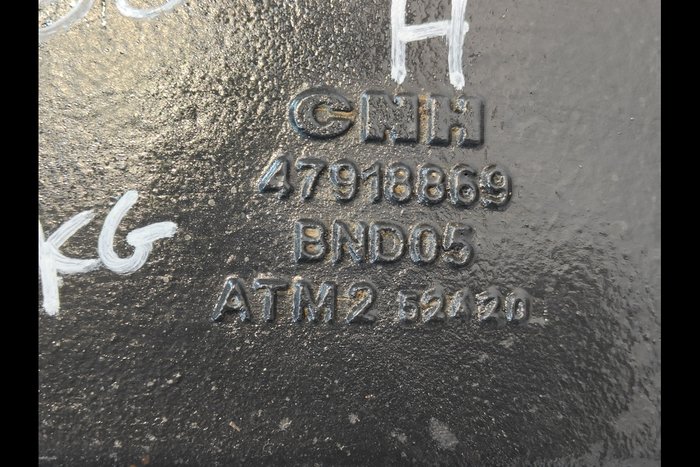 H
CNH
47918869
BND05
KG
ATM2